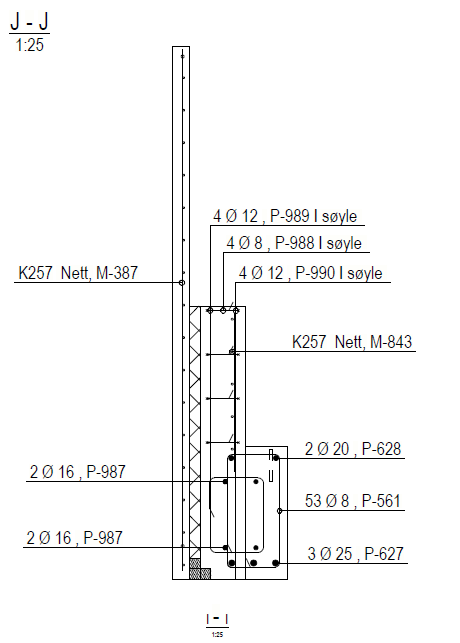 J - J
1:25
4 Ø 12 , P-989 I søyle
4 Ø 8 , P-988 I søyle
K257 Nett, M-387
4 Ø 12 , P-990 I søyle
K257 Nett, M-843
2 Ø 20 , P-628
2 Ø 16 , P-987
53 Ø 8 , P-561
2 Ø 16 , P-987
3 Ø 25 , P-627
I - I
1:25